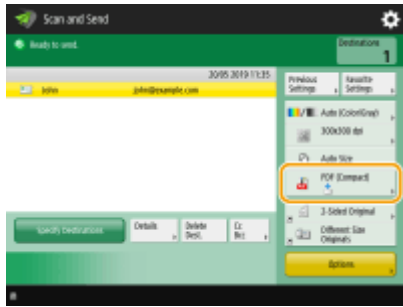 Scan and Send
Ready to send.
Destinations
1
20/05 2019 11:35
John john@example.com
Previous Settings
Favorite Settings
Auto (Color/Gray)
300x300 dpi
Auto Size
PDF (Compact)
2-Sided Original
Different Size Originals
Specify Destinations
Details
Delete Dest.
Cc Bcc
Options